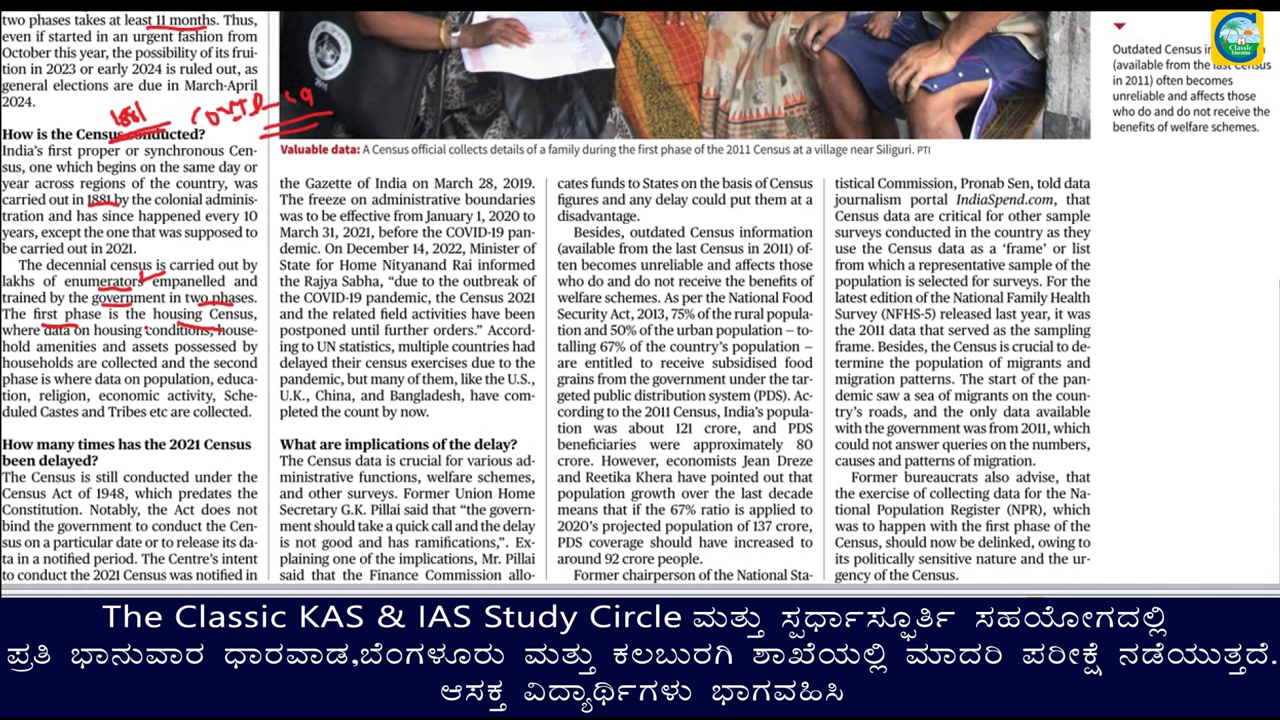 two phases takes at least 11 months. Thus,
even if started in an urgent fashion from
October this year, the possibility of its frui-
tion in 2023 or early 2024 is ruled out, as
general elections are due in March-April
2024.
1881 COVID-19
How is the Census conducted?
India's first proper or synchronous Cen-
sus, one which begins on the same day or
year across regions of the country, was
carried out in 1881 by the colonial adminis-
tration and has since happened every 10
years, except the one that was supposed to
be carried out in 2021.
The decennial census is carried out by
lakhs of enumerators empanelled and
trained by the government in two phases.
The first phase is the housing Census,
where data on housing conditions, house-
hold amenities and assets possessed by
households are collected and the second
phase is where data on population, educa-
tion, religion, economic activity, Sche-
duled Castes and Tribes etc are collected.
How many times has the 2021 Census
been delayed?
The Census is still conducted under the
Census Act of 1948, which predates the
Constitution. Notably, the Act does not
bind the government to conduct the Cen-
sus on a particular date or to release its da-
ta in a notified period. The Centre's intent
to conduct the 2021 Census was notified in
Valuable data: A Census official collects details of a family during the first phase of the 2011 Census at a village near Siliguri. PTI
the Gazette of India on March 28, 2019.
The freeze on administrative boundaries
was to be effective from January 1, 2020 to
March 31, 2021, before the COVID-19 pan-
demic. On December 14, 2022, Minister of
State for Home Nityanand Rai informed
the Rajya Sabha, "due to the outbreak of
the COVID-19 pandemic, the Census 2021
and the related field activities have been
postponed until further orders." Accord-
ing to UN statistics, multiple countries had
delayed their census exercises due to the
pandemic, but many of them, like the U.S.,
U.K., China, and Bangladesh, have com-
pleted the count by now.
What are implications of the delay?
The Census data is crucial for various ad-
ministrative functions, welfare schemes,
and other surveys. Former Union Home
Secretary G.K. Pillai said that "the govern-
ment should take a quick call and the delay
is not good and has ramifications,". Ex-
plaining one of the implications, Mr. Pillai
said that the Finance Commission allo-
cates funds to States on the basis of Census
figures and any delay could put them at a
disadvantage.
Besides, outdated Census information
(available from the last Census in 2011) of-
ten becomes unreliable and affects those
who do and do not receive the benefits of
welfare schemes. As per the National Food
Security Act, 2013, 75% of the rural popula-
tion and 50% of the urban population – to-
talling 67% of the country's population –
are entitled to receive subsidised food
grains from the government under the tar-
geted public distribution system (PDS). Ac-
cording to the 2011 Census, India's popula-
tion was about 121 crore, and PDS
beneficiaries were approximately 80
crore. However, economists Jean Dreze
and Reetika Khera have pointed out that
population growth over the last decade
means that if the 67% ratio is applied to
2020's projected population of 137 crore,
PDS coverage should have increased to
around 92 crore people.
Former chairperson of the National Sta-
tistical Commission, Pronab Sen, told data
journalism portal IndiaSpend.com, that
Census data are critical for other sample
surveys conducted in the country as they
use the Census data as a 'frame' or list
from which a representative sample of the
population is selected for surveys. For the
latest edition of the National Family Health
Survey (NFHS-5) released last year, it was
the 2011 data that served as the sampling
frame. Besides, the Census is crucial to de-
termine the population of migrants and
migration patterns. The start of the pan-
demic saw a sea of migrants on the coun-
try's roads, and the only data available
with the government was from 2011, which
could not answer queries on the numbers,
causes and patterns of migration.
Former bureaucrats also advise, that
the exercise of collecting data for the Na-
tional Population Register (NPR), which
was to happen with the first phase of the
Census, should now be delinked, owing to
its politically sensitive nature and the ur-
gency of the Census.
Classic
Education
Outdated Census in
(available from the last Census
in 2011) often becomes
unreliable and affects those
who do and do not receive the
benefits of welfare schemes.
The Classic KAS & IAS Study Circle ಮತ್ತು ಸ್ಪರ್ಧಾಸ್ಫೂರ್ತಿ ಸಹಯೋಗದಲ್ಲಿ
ಪ್ರತಿ ಭಾನುವಾರ ಧಾರವಾಡ,ಬೆಂಗಳೂರು ಮತ್ತು ಕಲಬುರಗಿ ಶಾಖೆಯಲ್ಲಿ ಮಾದರಿ ಪರೀಕ್ಷೆ ನಡೆಯುತ್ತದೆ.
ಆಸಕ್ತ ವಿದ್ಯಾರ್ಥಿಗಳು ಭಾಗವಹಿಸಿ